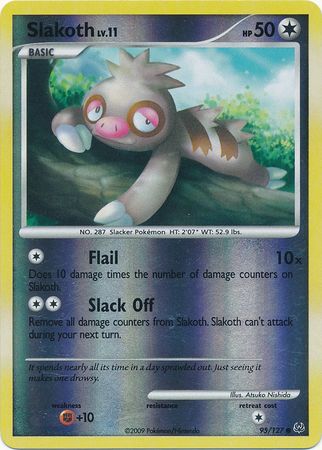 Slakoth LV.11 HP 50
BASIC
NO. 287 Slacker Pokémon HT: 2'07" WT: 52.9 lbs.
Flail 10x
Does 10 damage times the number of damage counters on
Slakoth.
Slack Off
Remove all damage counters from Slakoth. Slakoth can't attack
during your next turn.
It spends nearly all its time in a day sprawled out. Just seeing it
makes one drowsy.
Illus. Atsuko Nishida
weakness resistance retreat cost
+10
©2009 Pokémon/Nintendo 95/127